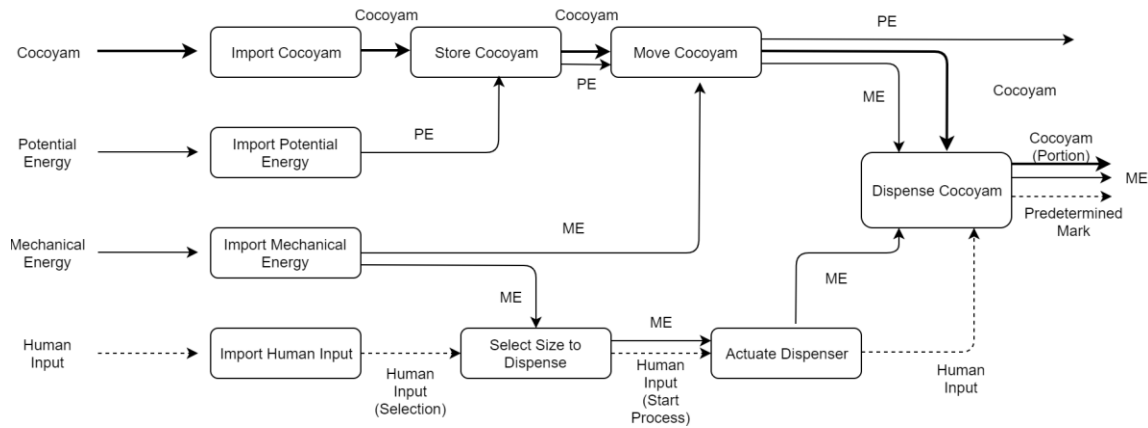 Cocoyam
Cocoyam
PE
Cocoyam
Import Cocoyam
Store Cocoyam
Move Cocoyam
PE
ME
Cocoyam
Potential
Energy
Import Potential
Energy
PE
Cocoyam
(Portion)
ME
Dispense Cocoyam
Predetermined
Mark
Mechanical
Energy
Import Mechanical
Energy
ME
ME
ME
Human
Input
Import Human Input
Select Size to
Dispense
ME
Actuate Dispenser
Human
Input
(Selection)
Human
Input
(Start
Process)
Human
Input